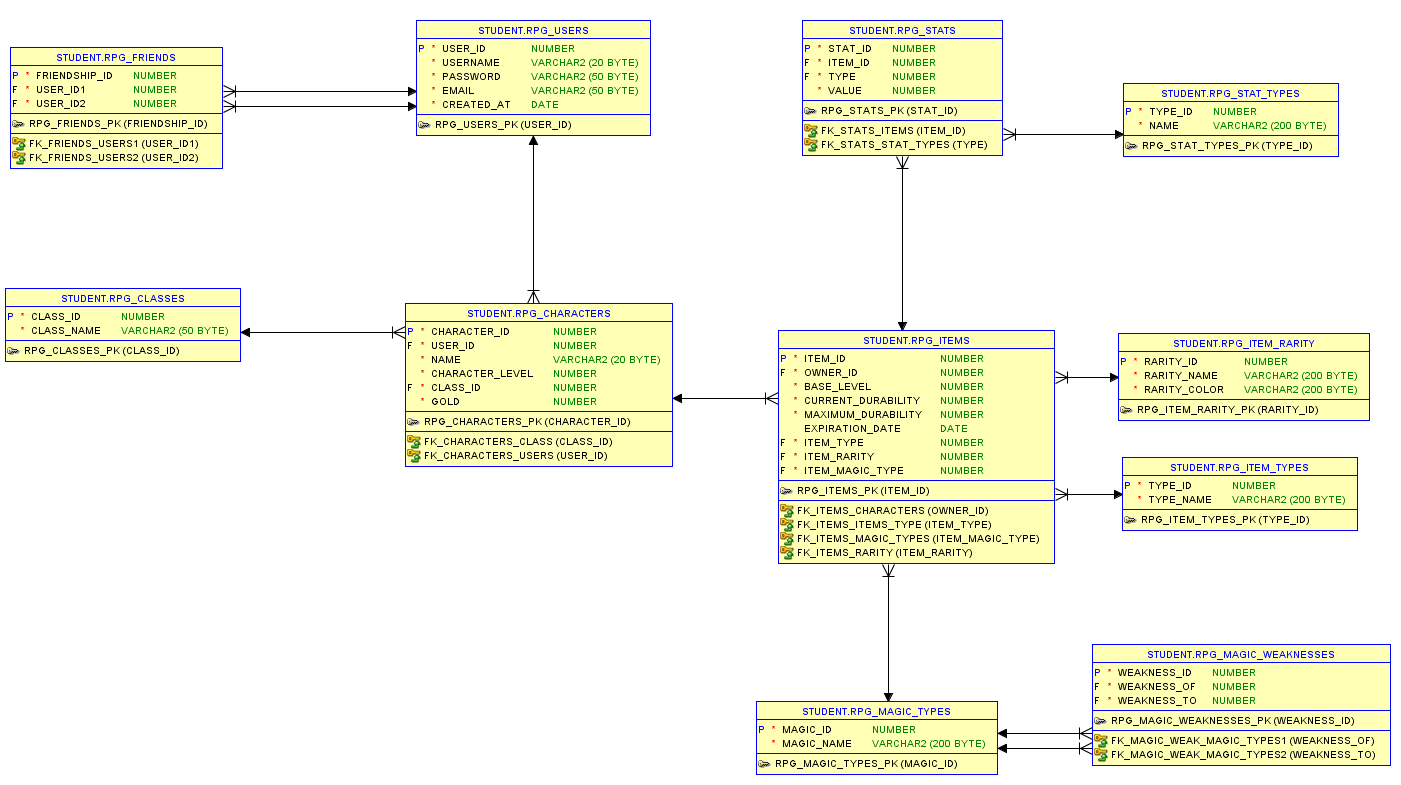 STUDENT.RPG_FRIENDS
P * FRIENDSHIP_ID NUMBER
F * USER_ID1 NUMBER
F * USER_ID2 NUMBER
RPG_FRIENDS_PK (FRIENDSHIP_ID)
FK_FRIENDS_USERS1 (USER_ID1)
FK_FRIENDS_USERS2 (USER_ID2)
STUDENT.RPG_USERS
P * USER_ID NUMBER
* USERNAME VARCHAR2 (20 BYTE)
* PASSWORD VARCHAR2 (50 BYTE)
* EMAIL VARCHAR2 (50 BYTE)
* CREATED_AT DATE
RPG_USERS_PK (USER_ID)
STUDENT.RPG_STATS
P * STAT_ID NUMBER
F * ITEM_ID NUMBER
F * TYPE NUMBER
* VALUE NUMBER
RPG_STATS_PK (STAT_ID)
FK_STATS_ITEMS (ITEM_ID)
FK_STATS_STAT_TYPES (TYPE)
STUDENT.RPG_STAT_TYPES
P * TYPE_ID NUMBER
* NAME VARCHAR2 (200 BYTE)
RPG_STAT_TYPES_PK (TYPE_ID)
STUDENT.RPG_CLASSES
P * CLASS_ID NUMBER
* CLASS_NAME VARCHAR2 (50 BYTE)
RPG_CLASSES_PK (CLASS_ID)
STUDENT.RPG_CHARACTERS
P * CHARACTER_ID NUMBER
F * USER_ID NUMBER
* NAME VARCHAR2 (20 BYTE)
* CHARACTER_LEVEL NUMBER
F * CLASS_ID NUMBER
* GOLD NUMBER
RPG_CHARACTERS_PK (CHARACTER_ID)
FK_CHARACTERS_CLASS (CLASS_ID)
FK_CHARACTERS_USERS (USER_ID)
STUDENT.RPG_ITEMS
P * ITEM_ID NUMBER
F * OWNER_ID NUMBER
* BASE_LEVEL NUMBER
* CURRENT_DURABILITY NUMBER
* MAXIMUM_DURABILITY NUMBER
EXPIRATION_DATE DATE
F * ITEM_TYPE NUMBER
F * ITEM_RARITY NUMBER
F * ITEM_MAGIC_TYPE NUMBER
RPG_ITEMS_PK (ITEM_ID)
FK_ITEMS_CHARACTERS (OWNER_ID)
FK_ITEMS_ITEMS_TYPE (ITEM_TYPE)
FK_ITEMS_MAGIC_TYPES (ITEM_MAGIC_TYPE)
FK_ITEMS_RARITY (ITEM_RARITY)
STUDENT.RPG_ITEM_RARITY
P * RARITY_ID NUMBER
* RARITY_NAME VARCHAR2 (200 BYTE)
* RARITY_COLOR VARCHAR2 (200 BYTE)
RPG_ITEM_RARITY_PK (RARITY_ID)
STUDENT.RPG_ITEM_TYPES
P * TYPE_ID NUMBER
* TYPE_NAME VARCHAR2 (200 BYTE)
RPG_ITEM_TYPES_PK (TYPE_ID)
STUDENT.RPG_MAGIC_TYPES
P * MAGIC_ID NUMBER
* MAGIC_NAME VARCHAR2 (200 BYTE)
RPG_MAGIC_TYPES_PK (MAGIC_ID)
STUDENT.RPG_MAGIC_WEAKNESSES
P * WEAKNESS_ID NUMBER
F * WEAKNESS_OF NUMBER
F * WEAKNESS_TO NUMBER
RPG_MAGIC_WEAKNESSES_PK (WEAKNESS_ID)
FK_MAGIC_WEAK_MAGIC_TYPES1 (WEAKNESS_OF)
FK_MAGIC_WEAK_MAGIC_TYPES2 (WEAKNESS_TO)